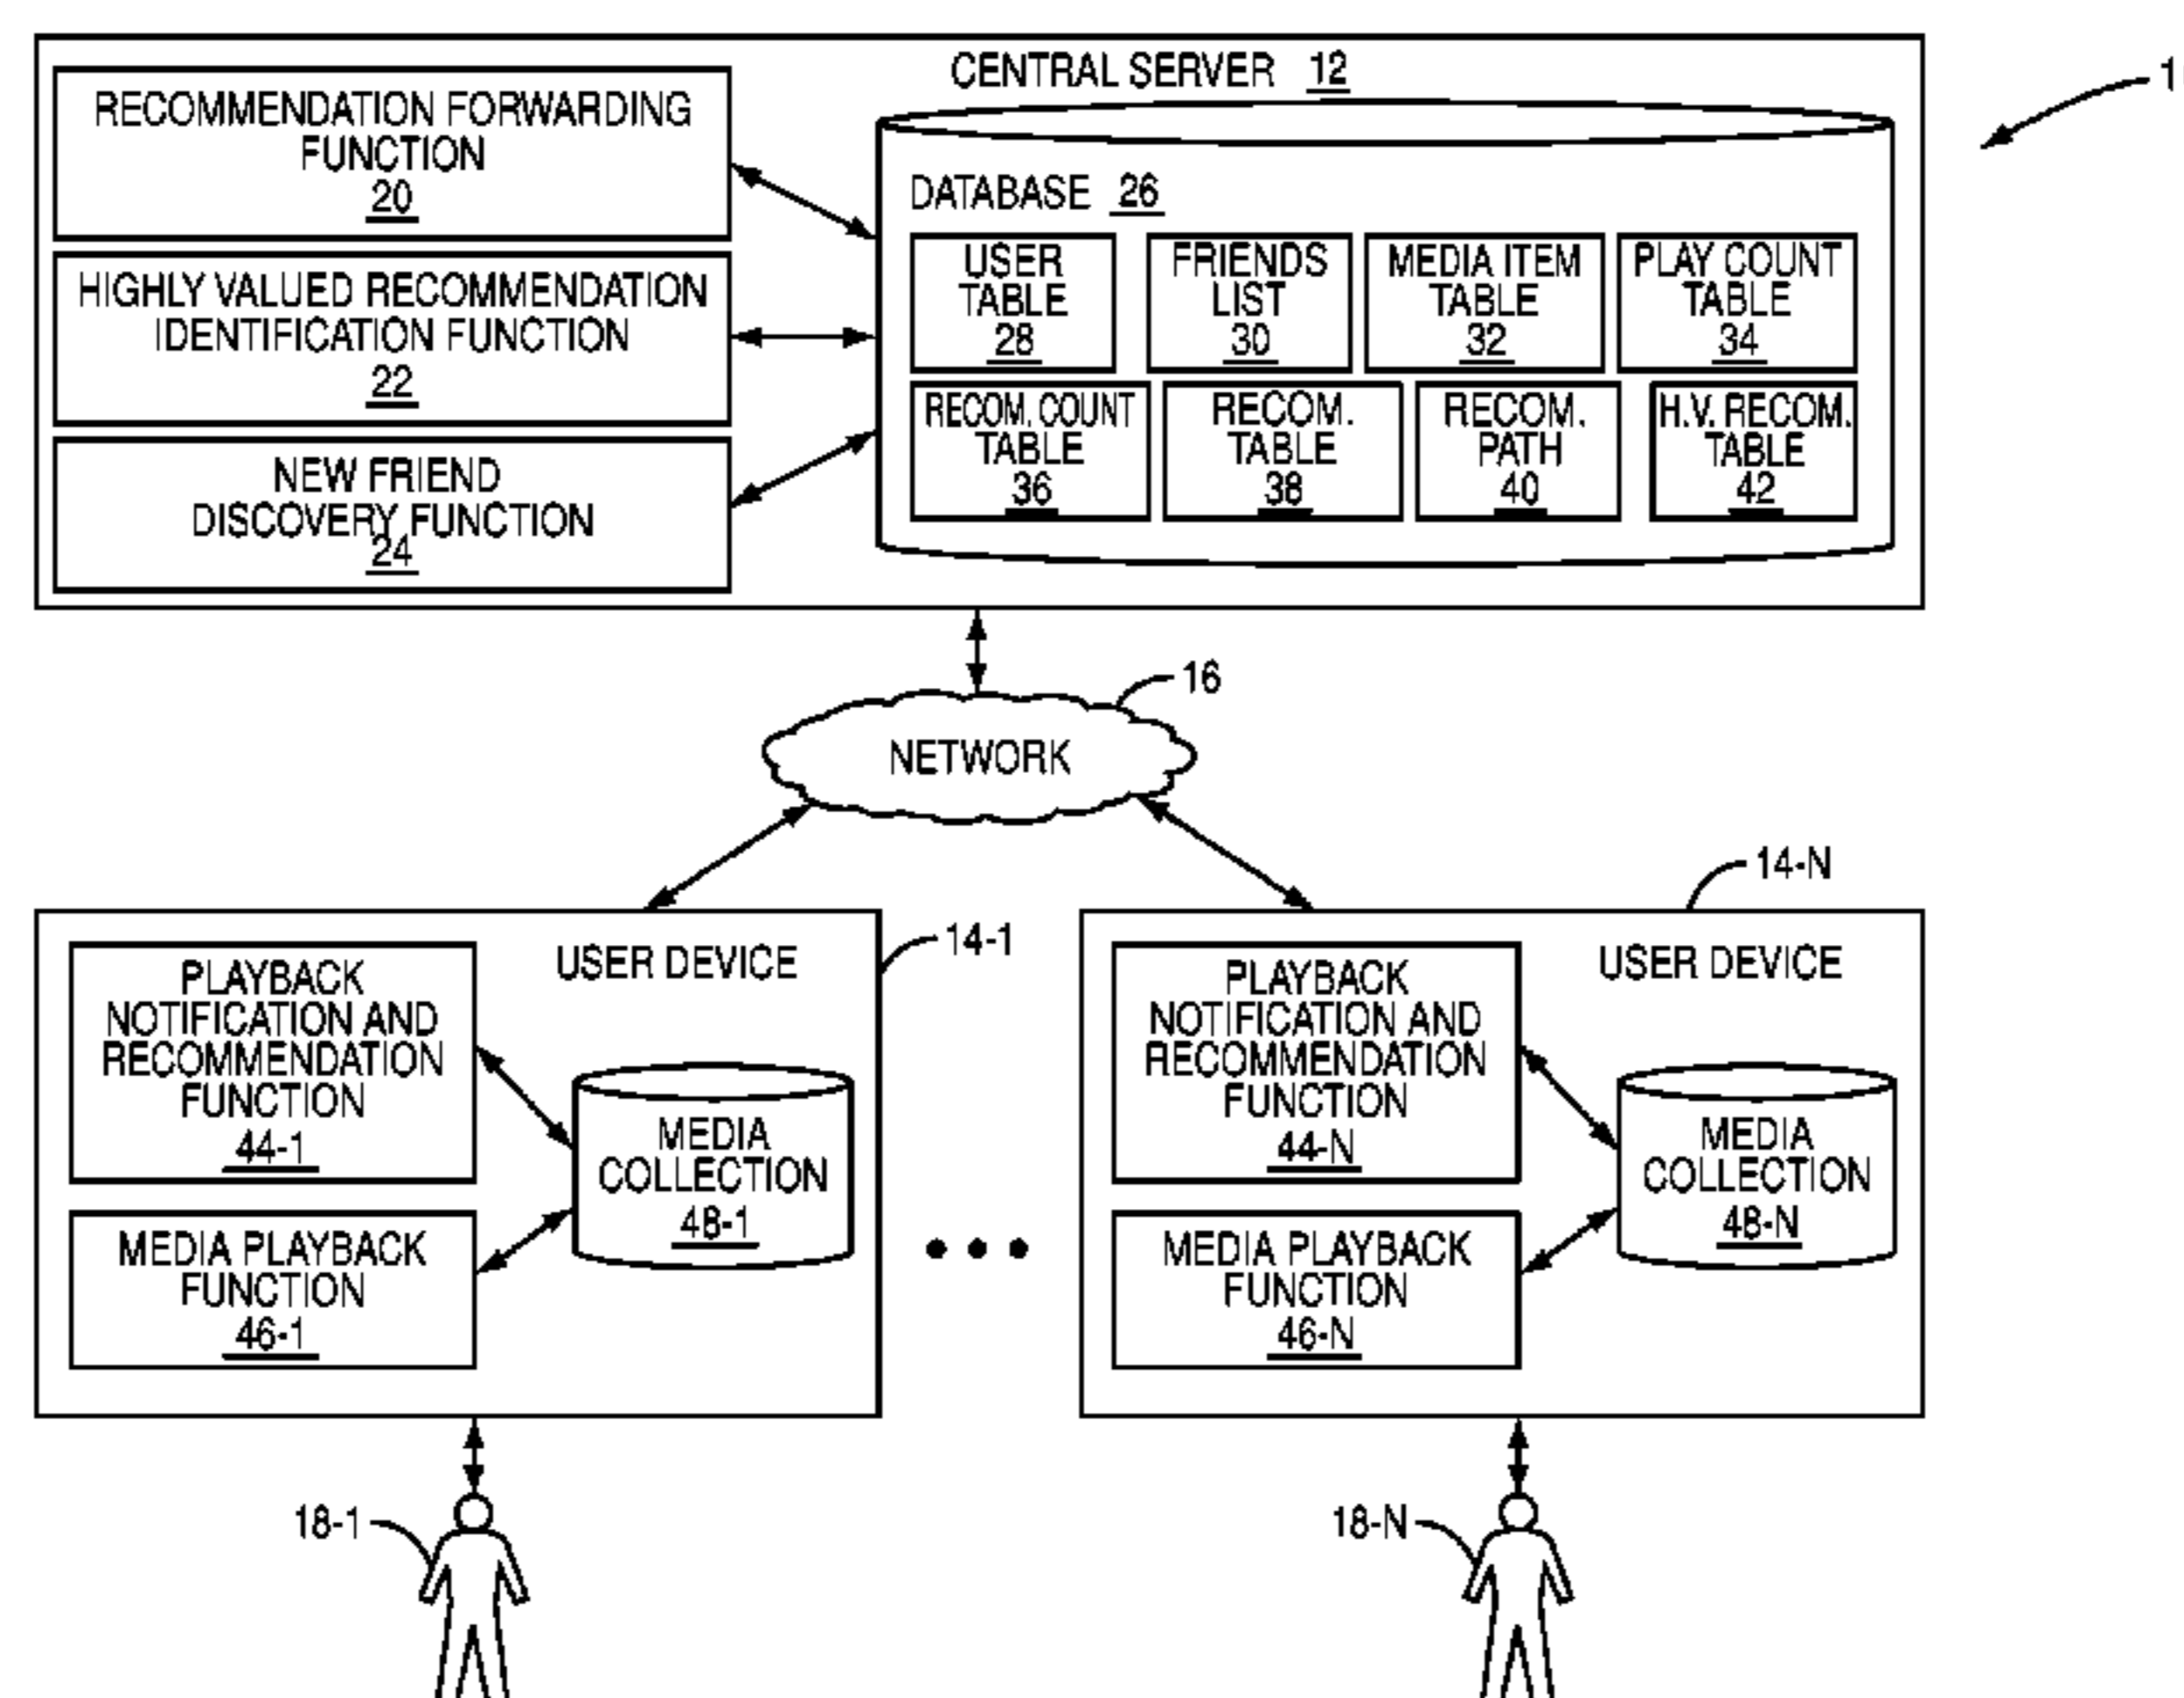 CENTRAL SERVER 12
RECOMMENDATION FORWARDING
FUNCTION
20
HIGHLY VALUED RECOMMENDATION
IDENTIFICATION FUNCTION
22
NEW FRIEND
DISCOVERY FUNCTION
24
DATABASE 26
USER
TABLE
28
FRIENDS
LIST
30
MEDIA ITEM
TABLE
32
PLAY COUNT
TABLE
34
RECOM. COUNT
TABLE
36
RECOM.
TABLE
38
RECOM.
PATH
40
H.V. RECOM.
TABLE
42
16
NETWORK
14-1
USER DEVICE
PLAYBACK
NOTIFICATION AND
RECOMMENDATION
FUNCTION
44-1
MEDIA
COLLECTION
48-1
MEDIA PLAYBACK
FUNCTION
46-1
14-N
USER DEVICE
PLAYBACK
NOTIFICATION AND
RECOMMENDATION
FUNCTION
44-N
MEDIA
COLLECTION
48-N
MEDIA PLAYBACK
FUNCTION
46-N
18-1
18-N